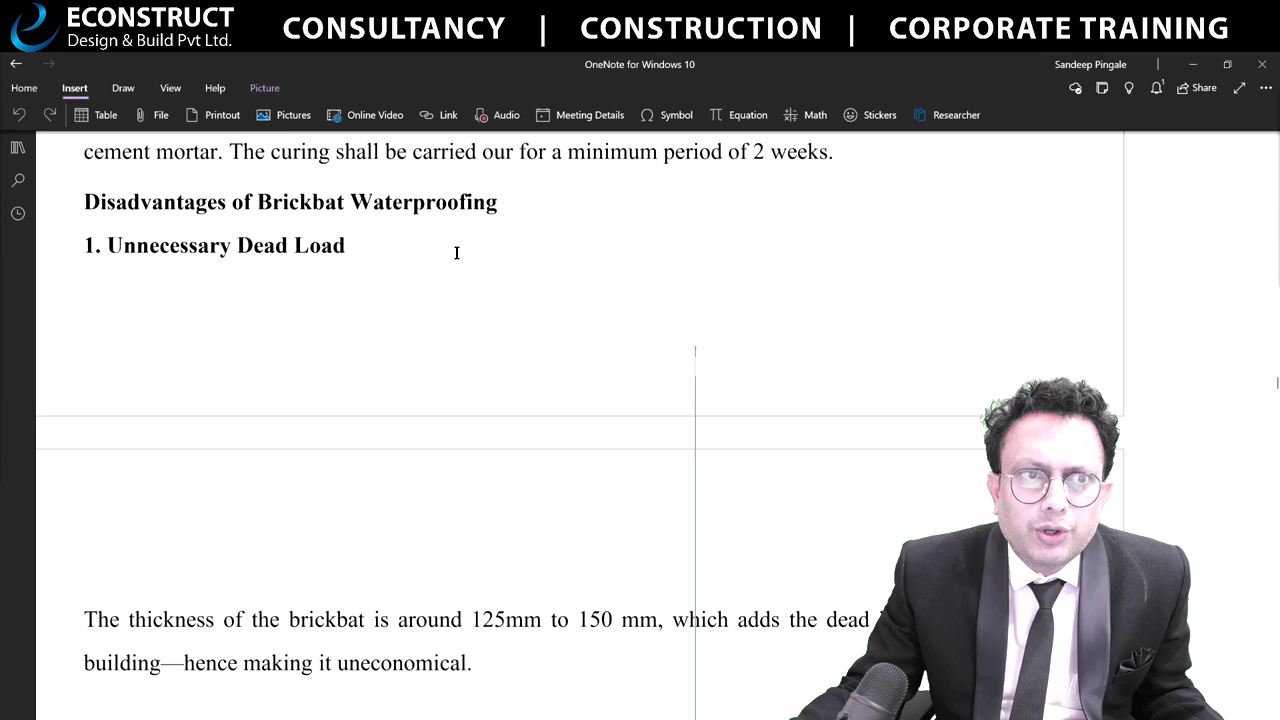 ECONSTRUCT
Design & Build Pvt Ltd.
CONSULTANCY | CONSTRUCTION | CORPORATE TRAINING
OneNote for Windows 10
Sandeep Pingale
Home Insert Draw View Help Picture
Share
Table File Printout Pictures Online Video Link Audio Meeting Details Symbol Equation Math Stickers Researcher
cement mortar. The curing shall be carried our for a minimum period of 2 weeks.
Disadvantages of Brickbat Waterproofing
1. Unnecessary Dead Load
The thickness of the brickbat is around 125mm to 150 mm, which adds the dead
building—hence making it uneconomical.